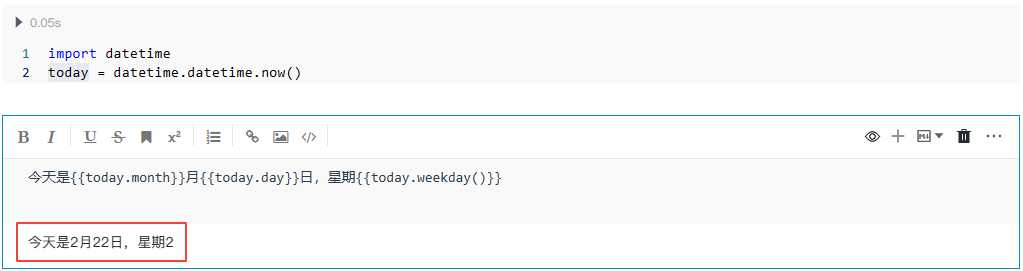 0.05s
1 import datetime
2 today = datetime.datetime.now()
B I U S x² </>
今天是{{today.month}}月{{today.day}}日，星期{{today.weekday()}}
今天是2月22日，星期2